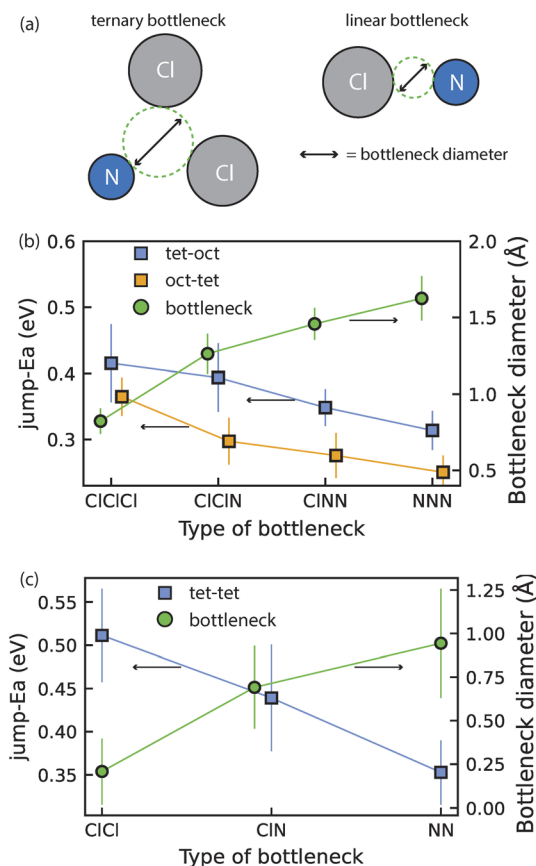 (a)
ternary bottleneck
linear bottleneck
Cl
Cl
N
Cl
N
= bottleneck diameter
(b)
tet-oct
oct-tet
bottleneck
jump-Ea (eV)
0.6
0.5
0.4
0.3
Bottleneck diameter (Å)
2.0
1.5
1.0
0.5
ClClCl
ClClN
ClNN
NNN
Type of bottleneck
(c)
tet-tet
bottleneck
jump-Ea (eV)
0.55
0.50
0.45
0.35
Bottleneck diameter (Å)
1.25
1.00
0.75
0.50
0.25
0.00
ClCl
ClN
NN
Type of bottleneck